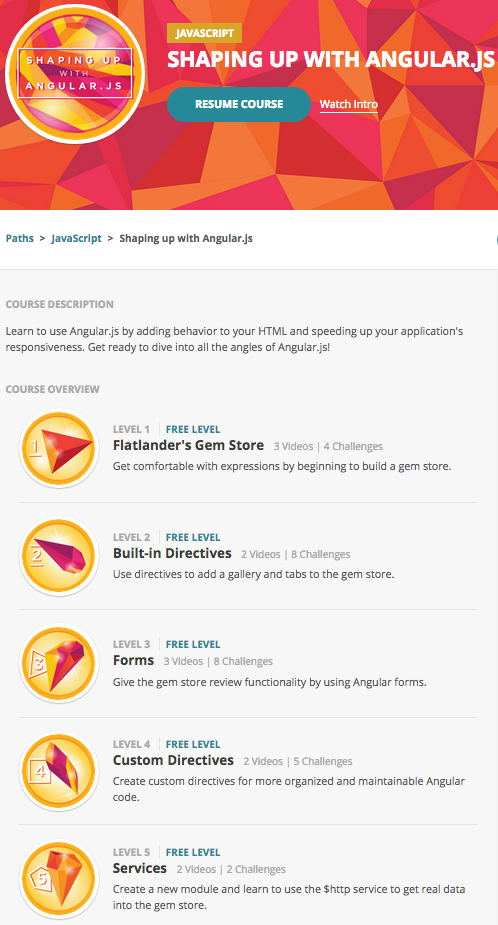 SHAPING UP
WITH
ANGULAR.JS
JAVASCRIPT
SHAPING UP WITH ANGULAR.JS
RESUME COURSE Watch Intro
Paths > JavaScript > Shaping up with Angular.js
COURSE DESCRIPTION
Learn to use Angular.js by adding behavior to your HTML and speeding up your application's
responsiveness. Get ready to dive into all the angles of Angular.js!
COURSE OVERVIEW
1
LEVEL 1 FREE LEVEL
Flatlander's Gem Store 3 Videos | 4 Challenges
Get comfortable with expressions by beginning to build a gem store.
2
LEVEL 2 FREE LEVEL
Built-in Directives 2 Videos | 8 Challenges
Use directives to add a gallery and tabs to the gem store.
3
LEVEL 3 FREE LEVEL
Forms 3 Videos | 8 Challenges
Give the gem store review functionality by using Angular forms.
4
LEVEL 4 FREE LEVEL
Custom Directives 2 Videos | 5 Challenges
Create custom directives for more organized and maintainable Angular
code.
5
LEVEL 5 FREE LEVEL
Services 2 Videos | 2 Challenges
Create a new module and learn to use the $http service to get real data
into the gem store.